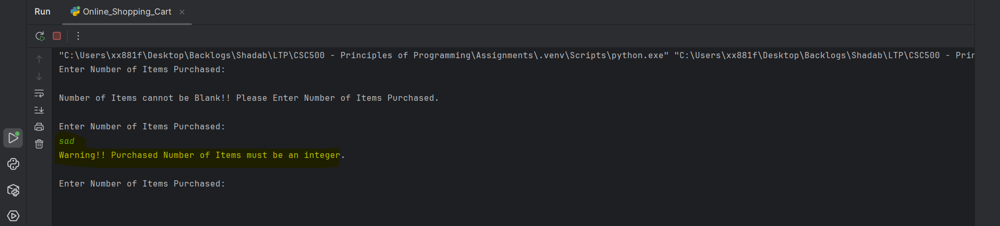 Run Online_Shopping_Cart
"C:\Users\xx881f\Desktop\Backlogs\Shadab\LTP\CSC500 - Principles of Programming\Assignments\.venv\Scripts\python.exe" "C:\Users\xx881f\Desktop\Backlogs\Shadab\LTP\CSC500 - Prin
Enter Number of Items Purchased:
Number of Items cannot be Blank!! Please Enter Number of Items Purchased.
Enter Number of Items Purchased:
sad
Warning!! Purchased Number of Items must be an integer.
Enter Number of Items Purchased: